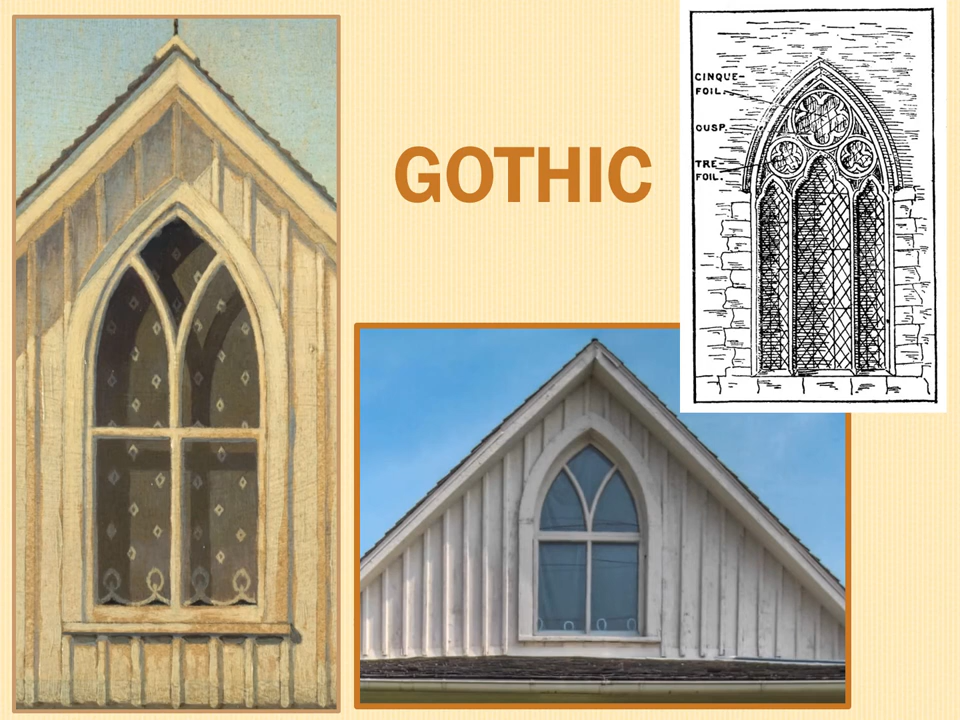 GOTHIC
CINQUE-
FOIL.
CUSP.
TRE-
FOIL.